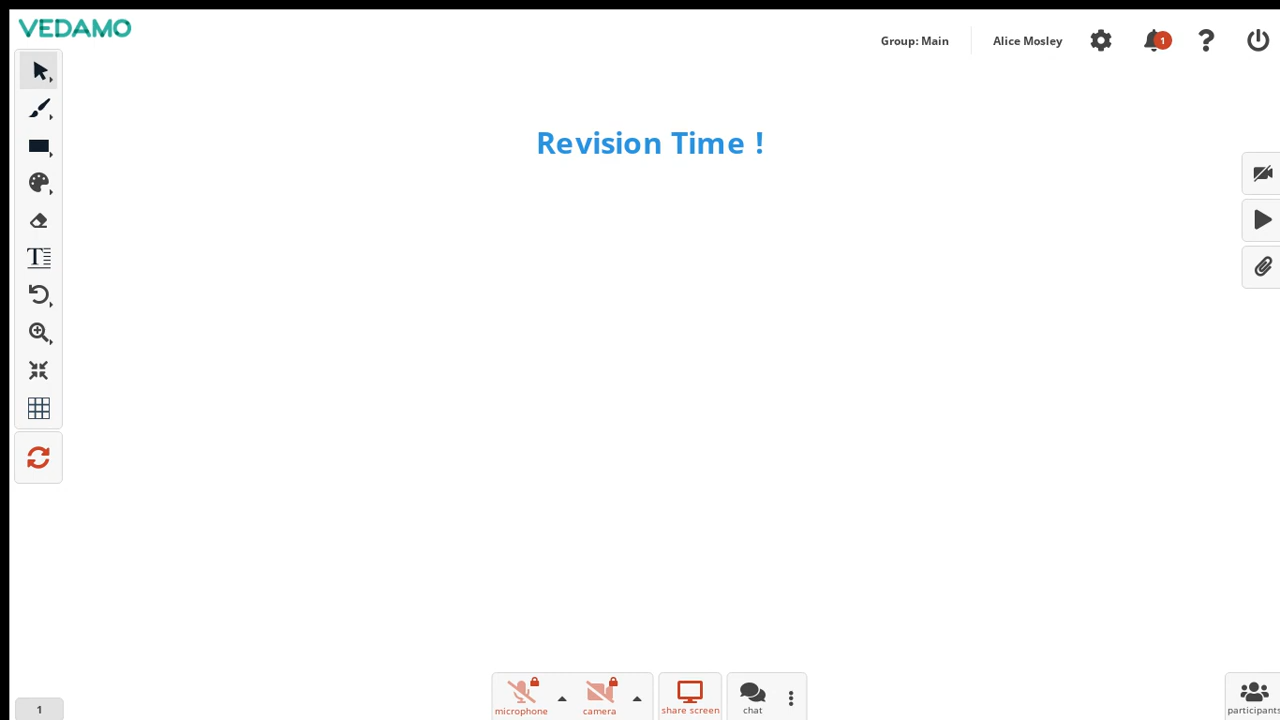 VEDAMO
Group: Main
Alice Mosley
1
Revision Time !
T
microphone
camera
share screen
chat
participants
1